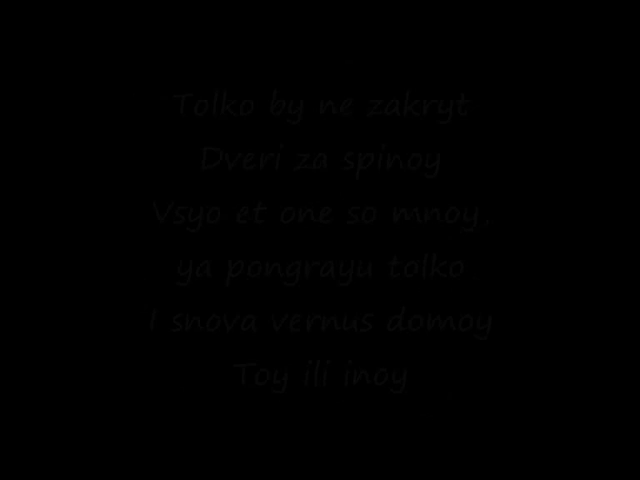 Tolko by ne zakryt
Dveri za spinoy
Vsyo et one so mnoy,
ya pongrayu tolko
I snova vernus domoy
Toy ili inoy